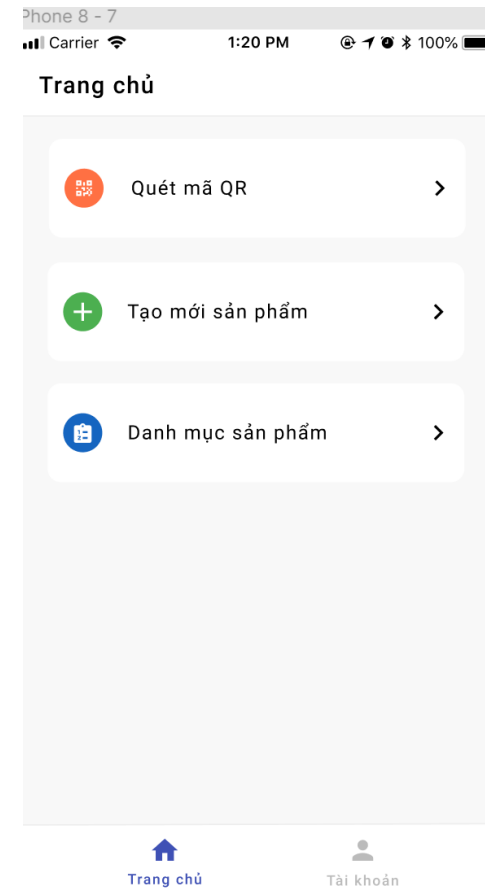 Phone 8 - 7
Carrier 1:20 PM 100%
Trang chủ
Quét mã QR
Tạo mới sản phẩm
Danh mục sản phẩm
Trang chủ Tài khoản